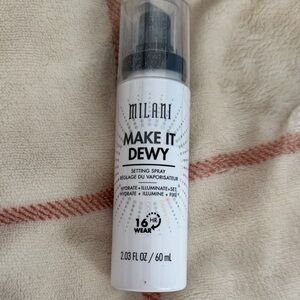 MILANI
MAKE IT
DEWY
SETTING SPRAY
RÉGLAGE DU VAPORISATEUR
HYDRATE + ILLUMINATE + SET
HYDRATE + ILLUMINE + FIXE
16 HR
WEAR
2.03 FL OZ / 60 mL